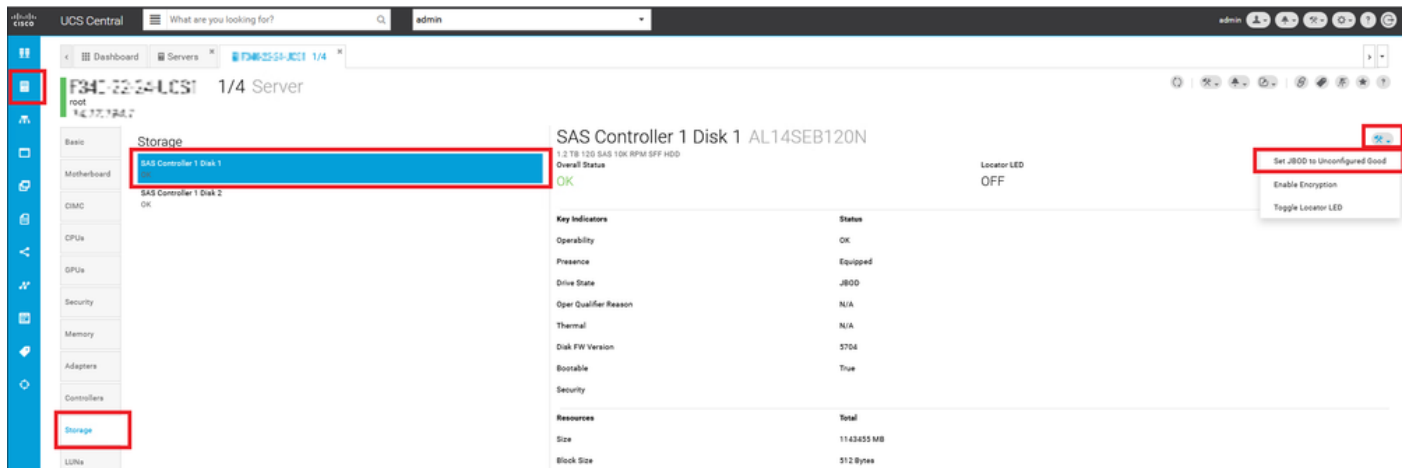 cisco
UCS Central
What are you looking for?
admin
admin
Dashboard
Servers
1/4
1/4 Server
root
Basic
Motherboard
CIMC
CPUs
GPUs
Security
Memory
Adapters
Controllers
Storage
LUNs
Storage
SAS Controller 1 Disk 1
OK
SAS Controller 1 Disk 2
OK
SAS Controller 1 Disk 1 AL14SEB120N
1.2 TB 12G SAS 10K RPM SFF HDD
Overall Status
OK
Locator LED
OFF
Set JBOD to Unconfigured Good
Enable Encryption
Toggle Locator LED
Key Indicators Status
Operability OK
Presence Equipped
Drive State JBOD
Oper Qualifier Reason N/A
Thermal N/A
Disk FW Version 5704
Bootable True
Security
Resources Total
Size 1143455 MB
Block Size 512 Bytes